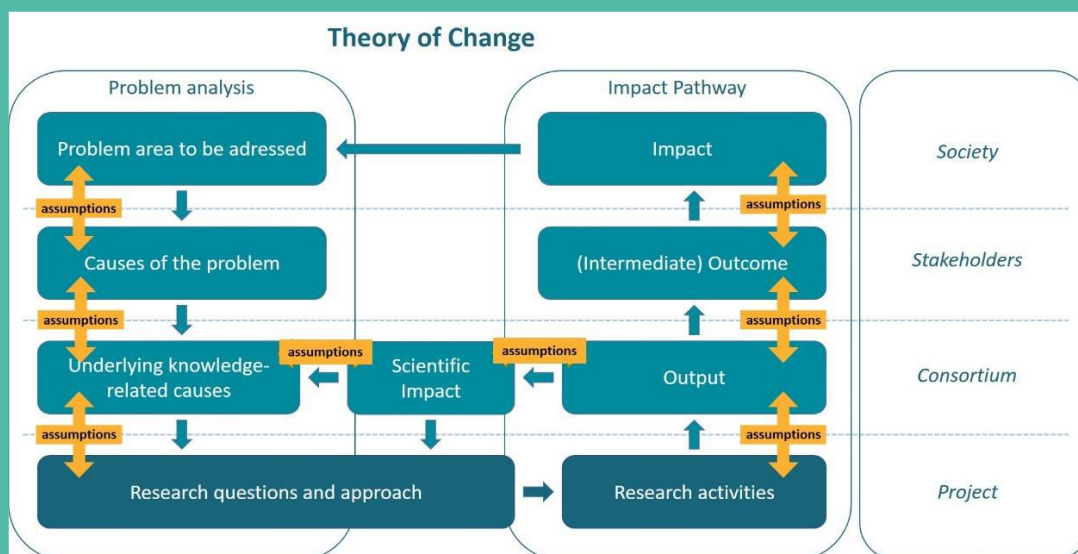 Theory of Change
Problem analysis
Impact Pathway
Problem area to be adressed
Impact
Society
assumptions
assumptions
Causes of the problem
(Intermediate) Outcome
Stakeholders
assumptions
assumptions
assumptions
assumptions
Underlying knowledge-
related causes
Scientific
Impact
Output
Consortium
assumptions
assumptions
Research questions and approach
Research activities
Project